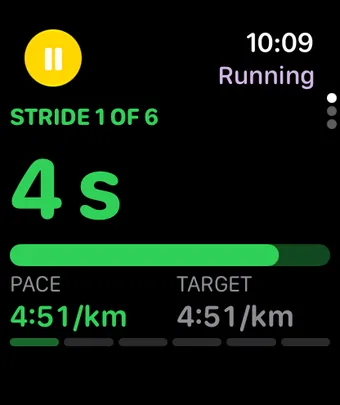 10:09
Running
STRIDE 1 OF 6
4 s
PACE TARGET
4:51/km 4:51/km